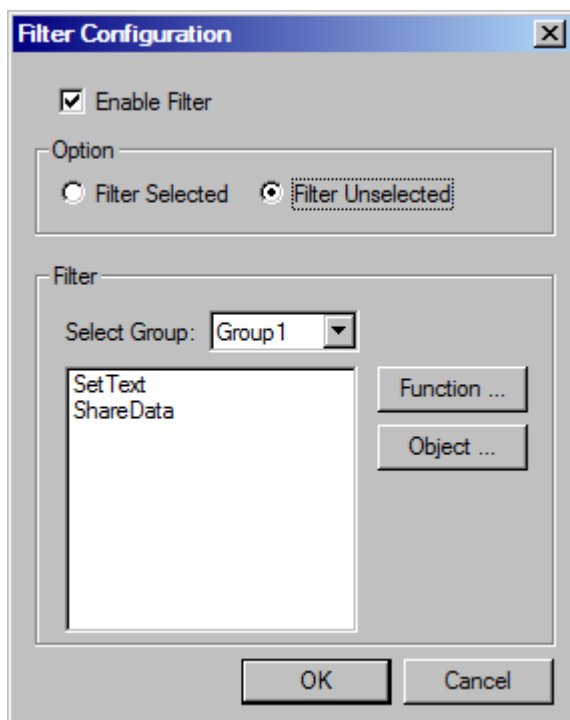 Filter Configuration
Enable Filter
Option
Filter Selected Filter Unselected
Filter
Select Group: Group1
SetText
ShareData
Function ...
Object ...
OK Cancel